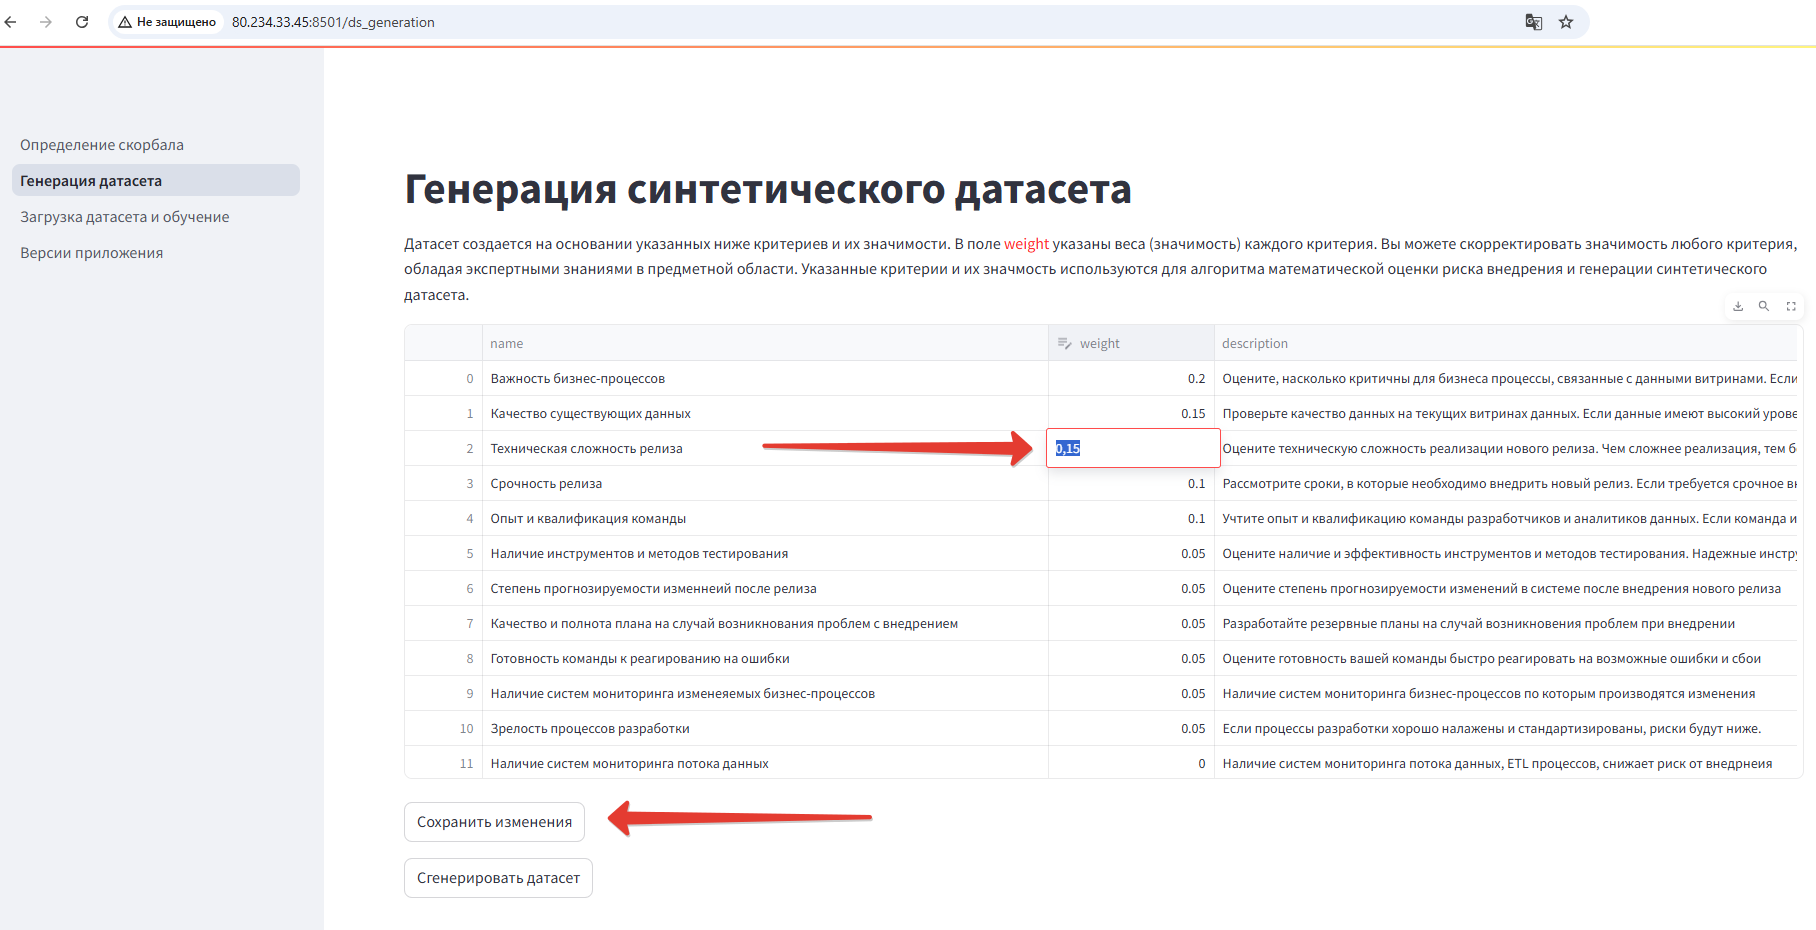 Не защищено 80.234.33.45:8501/ds_generation
Определение скорбала
Генерация датасета
Загрузка датасета и обучение
Версии приложения
Генерация синтетического датасета
Датасет создается на основании указанных ниже критериев и их значимости. В поле weight указаны веса (значимость) каждого критерия. Вы можете скорректировать значимость любого критерия,
обладая экспертными знаниями в предметной области. Указанные критерии и их значмость используются для алгоритма математической оценки риска внедрения и генерации синтетического
датасета.
name weight description
0 Важность бизнес-процессов 0.2 Оцените, насколько критичны для бизнеса процессы, связанные с данными витринами. Если
1 Качество существующих данных 0.15 Проверьте качество данных на текущих витринах данных. Если данные имеют высокий урове
2 Техническая сложность релиза 0,15 Оцените техническую сложность реализации нового релиза. Чем сложнее реализация, тем б
3 Срочность релиза 0.1 Рассмотрите сроки, в которые необходимо внедрить новый релиз. Если требуется срочное вн
4 Опыт и квалификация команды 0.1 Учтите опыт и квалификацию команды разработчиков и аналитиков данных. Если команда и
5 Наличие инструментов и методов тестирования 0.05 Оцените наличие и эффективность инструментов и методов тестирования. Надежные инстру
6 Степень прогнозируемости изменнеий после релиза 0.05 Оцените степень прогнозируемости изменений в системе после внедрения нового релиза
7 Качество и полнота плана на случай возникнования проблем с внедрением 0.05 Разработайте резервные планы на случай возникновения проблем при внедрении
8 Готовность команды к реагированию на ошибки 0.05 Оцените готовность вашей команды быстро реагировать на возможные ошибки и сбои
9 Наличие систем мониторинга изменеяемых бизнес-процессов 0.05 Наличие систем мониторинга бизнес-процессов по которым производятся изменения
10 Зрелость процессов разработки 0.05 Если процессы разработки хорошо налажены и стандартизированы, риски будут ниже.
11 Наличие систем мониторинга потока данных 0 Наличие систем мониторинга потока данных, ETL процессов, снижает риск от внедрнеия
Сохранить изменения
Сгенерировать датасет